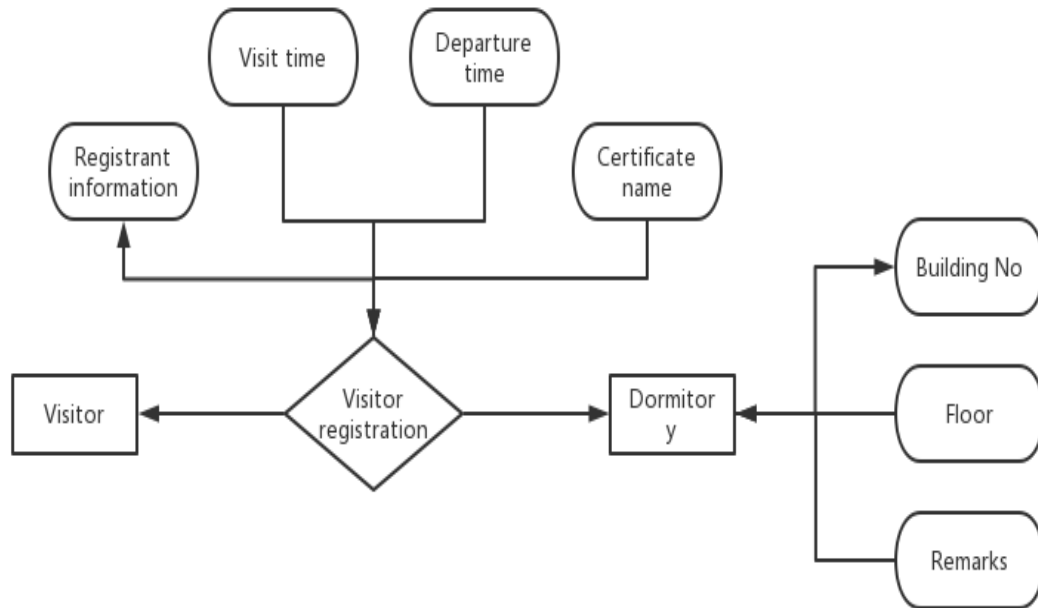 Visit time
Departure
time
Registrant
information
Certificate
name
Building No
Visitor
Visitor
registration
Dormitor
y
Floor
Remarks